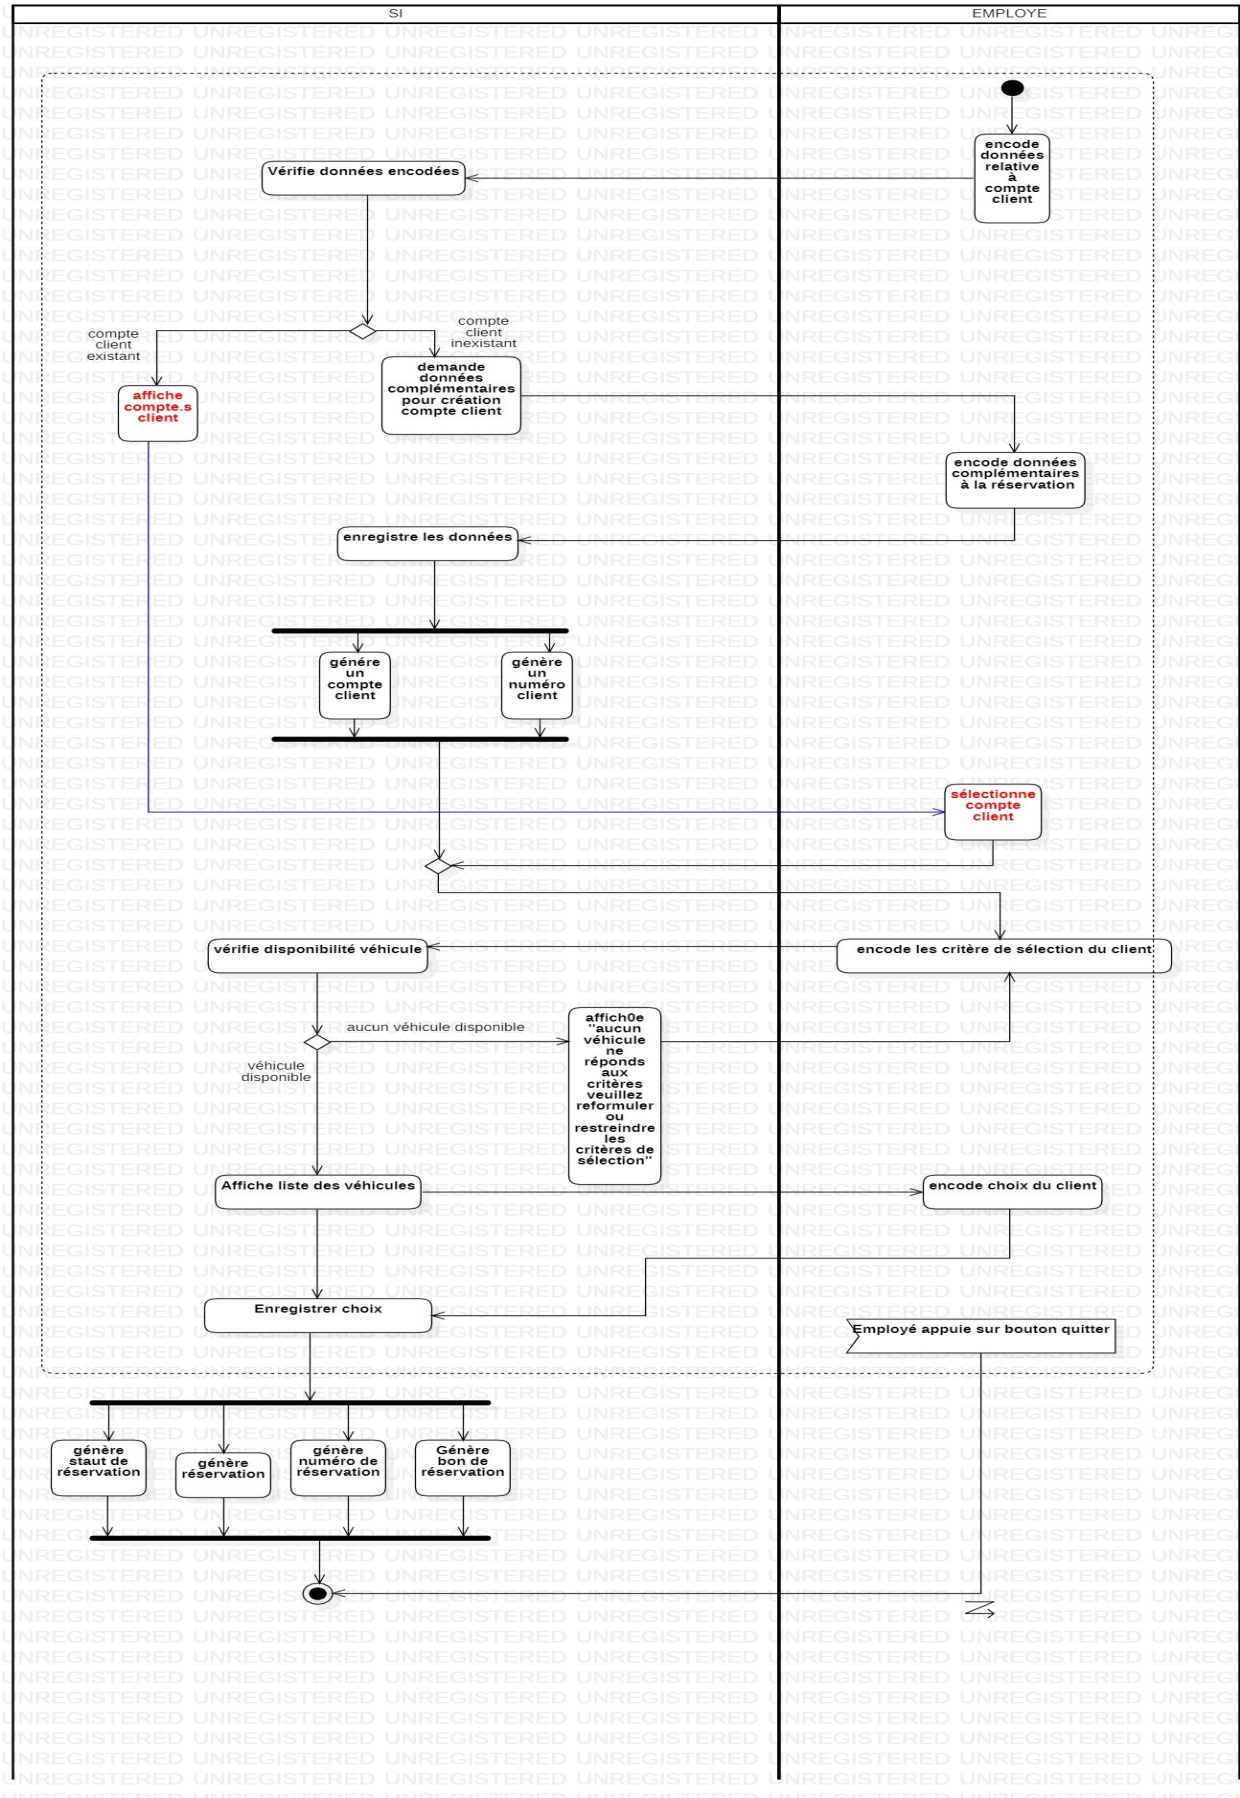 SI
EMPLOYE
encode
données
relative
à
compte
client
Vérifie données encodées
compte
client
existant
compte
client
inexistant
affiche
compte.s
client
demande
données
complémentaires
pour création
compte client
encode données
complémentaires
à la réservation
enregistre les données
génére
un
compte
client
génère
un
numéro
client
sélectionne
compte
client
vérifie disponibilité véhicule
encode les critère de sélection du client
aucun véhicule disponible
véhicule
disponible
affich0e
"aucun
véhicule
ne
réponds
aux
critères
veuillez
reformuler
ou
restreindre
les
critères de
sélection"
Affiche liste des véhicules
encode choix du client
Enregistrer choix
Employé appuie sur bouton quitter
génère
staut de
réservation
génère
réservation
génère
numéro de
réservation
Génère
bon de
réservation
UNREGISTERED